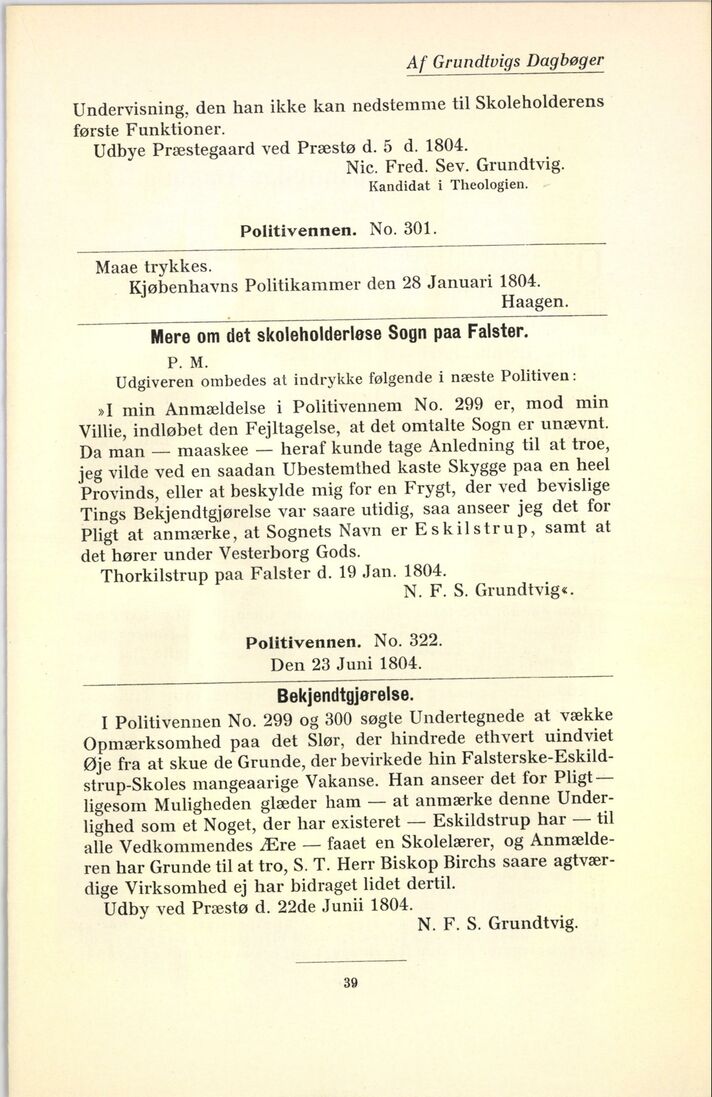 Af Grundtvigs Dagbøger
Undervisning, den han ikke kan nedstemme til Skoleholderens
første Funktioner.
Udbye Præstegaard ved Præstø d. 5 d. 1804.
Nic. Fred. Sev. Grundtvig.
Kandidat i Theologien.
Politivennen. No. 301.
Maae trykkes.
Kjøbenhavns Politikammer den 28 Januari 1804.
Haagen.
Mere om det skoleholderløse Sogn paa Falster.
P. M.
Udgiveren ombedes at indrykke følgende i næste Politiven:
»I min Anmældelse i Politivennem No. 299 er, mod min
Villie, indløbet den Fejltagelse, at det omtalte Sogn er unævnt.
Da man — maaskee — heraf kunde tage Anledning til at troe,
jeg vilde ved en saadan Ubestemthed kaste Skygge paa en heel
Provinds, eller at beskylde mig for en Frygt, der ved bevislige
Tings Bekjendtgjørelse var saare utidig, saa anseer jeg det for
Pligt at anmærke, at Sognets Navn er Eskilstrup, samt at
det hører under Vesterborg Gods.
Thorkilstrup paa Falster d. 19 Jan. 1804.
N. F. S. Grundtvig«.
Politivennen. No. 322.
Den 23 Juni 1804.
Bekjendtgjørelse.
I Politivennen No. 299 og 300 søgte Undertegnede at vække
Opmærksomhed paa det Slør, der hindrede ethvert uindviet
Øje fra at skue de Grunde, der bevirkede hin Falsterske-Eskild-
strup-Skoles mangeaarige Vakanse. Han anseer det for Pligt—
ligesom Muligheden glæder ham — at anmærke denne Under-
lighed som et Noget, der har existeret — Eskildstrup har — til
alle Vedkommendes Ære — faaet en Skolelærer, og Anmælde-
ren har Grunde til at tro, S. T. Herr Biskop Birchs saare agtvær-
dige Virksomhed ej har bidraget lidet dertil.
Udby ved Præstø d. 22de Junii 1804.
N. F. S. Grundtvig.
39